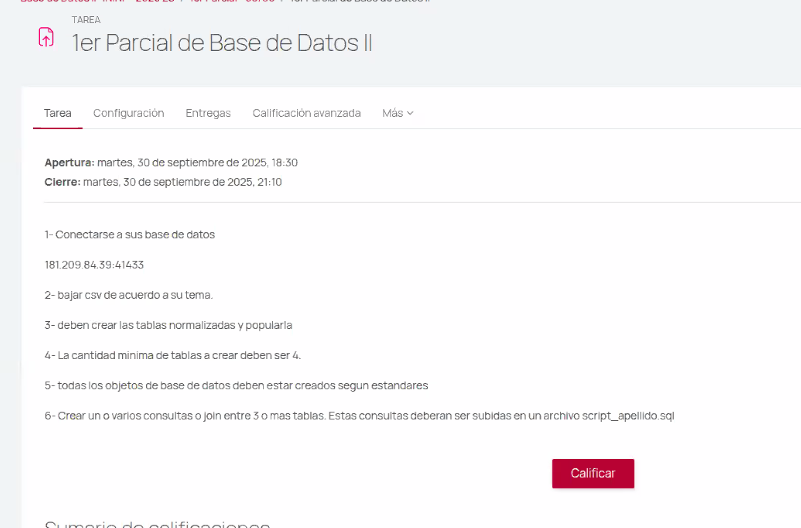 TAREA
1er Parcial de Base de Datos II
Tarea Configuración Entregas Calificación avanzada Más
Apertura: martes, 30 de septiembre de 2025, 18:30
Cierre: martes, 30 de septiembre de 2025, 21:10
1- Conectarse a sus base de datos
181.209.84.39:41433
2- bajar csv de acuerdo a su tema.
3- deben crear las tablas normalizadas y popularla
4- La cantidad minima de tablas a crear deben ser 4.
5- todas los objetos de base de datos deben estar creados segun estandares
6- Crear un o varios consultas o join entre 3 o mas tablas. Estas consultas deberan ser subidas en un archivo script_apellido.sql
Calificar
Sumario de calificaciones